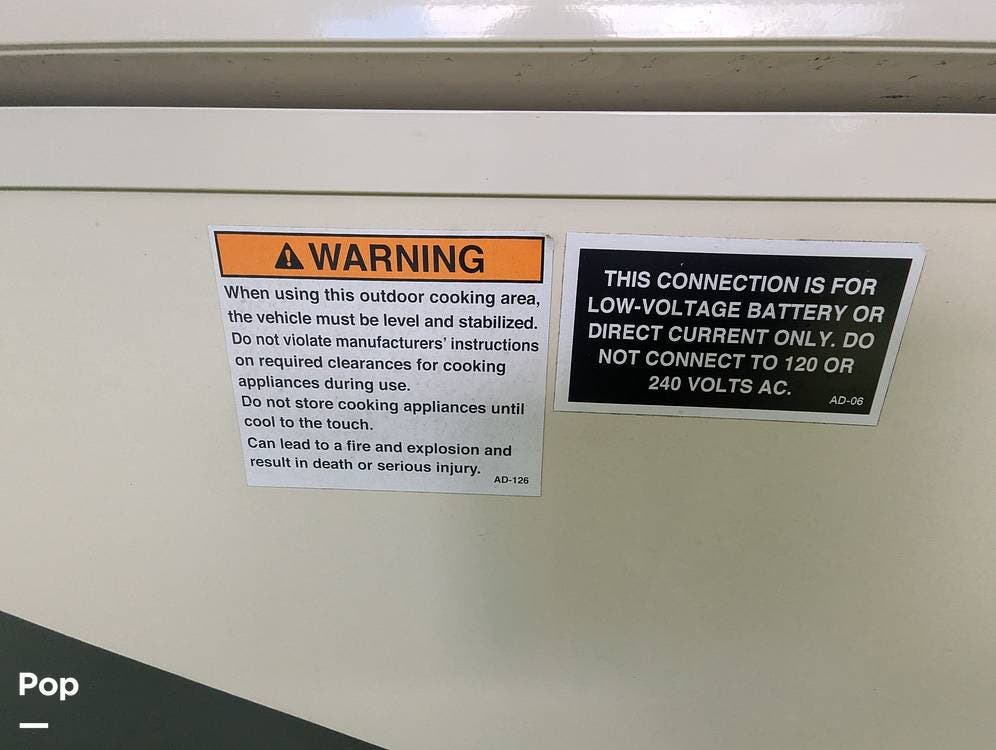 WARNING
When using this outdoor cooking area,
the vehicle must be level and stabilized.
Do not violate manufacturers' instructions
on required clearances for cooking
appliances during use.
Do not store cooking appliances until
cool to the touch.
Can lead to a fire and explosion and
result in death or serious injury.
AD-126
THIS CONNECTION IS FOR
LOW-VOLTAGE BATTERY OR
DIRECT CURRENT ONLY. DO
NOT CONNECT TO 120 OR
240 VOLTS AC.
AD-06
Pop